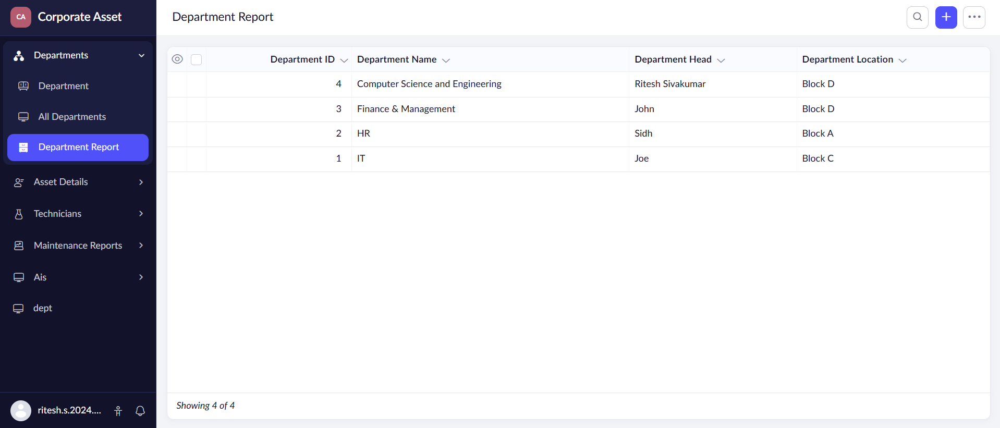 CA Corporate Asset
Departments
Department
All Departments
Department Report
Asset Details
Technicians
Maintenance Reports
Ais
dept
ritesh.s.2024....
Department Report
Department ID Department Name Department Head Department Location
4 Computer Science and Engineering Ritesh Sivakumar Block D
3 Finance & Management John Block D
2 HR Sidh Block A
1 IT Joe Block C
Showing 4 of 4